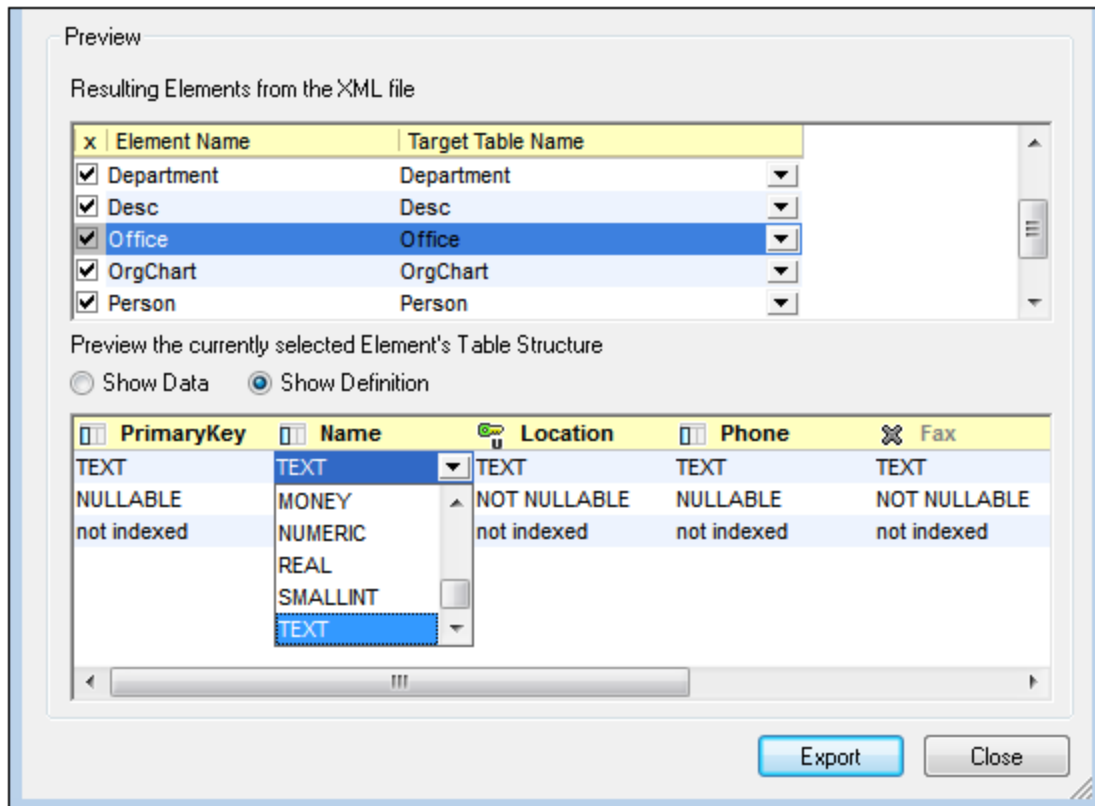 Preview
Resulting Elements from the XML file
x Element Name Target Table Name
Department Department
Desc Desc
Office Office
OrgChart OrgChart
Person Person
Preview the currently selected Element's Table Structure
Show Data Show Definition
PrimaryKey Name u Location Phone Fax
TEXT TEXT TEXT TEXT TEXT
NULLABLE MONEY NOT NULLABLE NULLABLE NOT NULLABLE
not indexed NUMERIC not indexed not indexed not indexed
REAL
SMALLINT
TEXT
Export Close